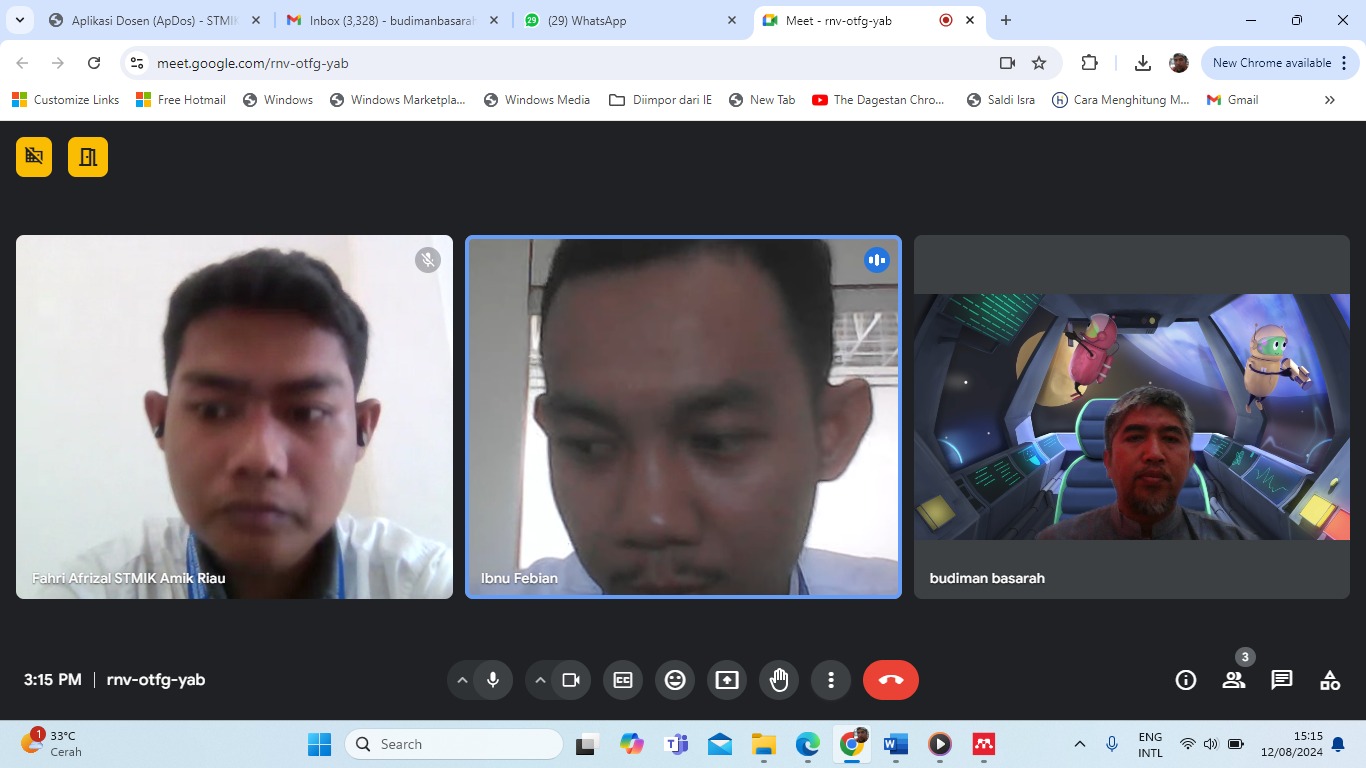 Aplikasi Dosen (ApDos) - STMIK
Inbox (3,328) - budimanbasarah
(29) WhatsApp
Meet - rnv-otfg-yab
meet.google.com/rnv-otfg-yab
New Chrome available
Customize Links
Free Hotmail
Windows
Windows Marketpla...
Windows Media
Diimpor dari IE
New Tab
The Dagestan Chro...
Saldi Isra
Cara Menghitung M...
Gmail
Fahri Afrizal STMIK Amik Riau
Ibnu Febian
budiman basarah
3:15 PM | rnv-otfg-yab
3
1
33°C
Cerah
Search
ENG
INTL
15:15
12/08/2024